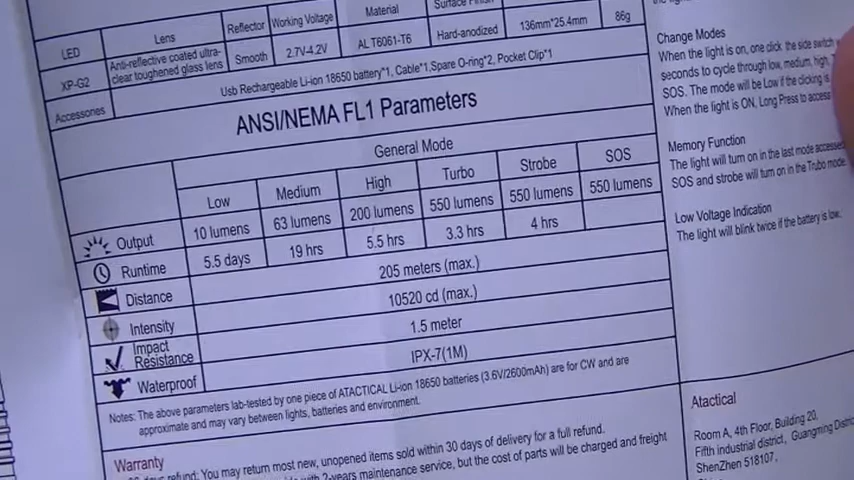 Lens Reflector Working Voltage Material Surface Finish
LED Anti-reflective coated ultra- Smooth 2.7V-4.2V AL T6061-T6 Hard-anodized 136mm*25.4mm 86g
XP-G2 clear toughened glass lens
Accessories Usb Rechargeable Li-ion 18650 battery*1, Cable*1,Spare O-ring*2, Pocket Clip*1
ANSI/NEMA FL1 Parameters
General Mode
Low Medium High Turbo Strobe SOS
Output 10 lumens 63 lumens 200 lumens 550 lumens 550 lumens 550 lumens
Runtime 5.5 days 19 hrs 5.5 hrs 3.3 hrs 4 hrs
Distance 205 meters (max.)
Intensity 10520 cd (max.)
Impact Resistance 1.5 meter
Waterproof IPX-7(1M)
Notes: The above parameters lab-tested by one piece of ATACTICAL Li-ion 18650 batteries (3.6V/2600mAh) are for CW and are
approximate and may vary between lights, batteries and environment.
Warranty
refund: You may return most new, unopened items sold within 30 days of delivery for a full refund.
with 2-years maintenance service, but the cost of parts will be charged and freight
Change Modes
When the light is on, one click the side switch
seconds to cycle through low, medium, high,
SOS. The mode will be Low if the clicking is
When the light is ON, Long Press to access
Memory Function
The light will turn on in the last mode accessed
SOS and strobe will turn on in the Trubo mode
Low Voltage Indication
The light will blink twice if the battery is low.
Atactical
Room A, 4th Floor, Building 20,
Fifth industrial district, Guangming
ShenZhen 518107,